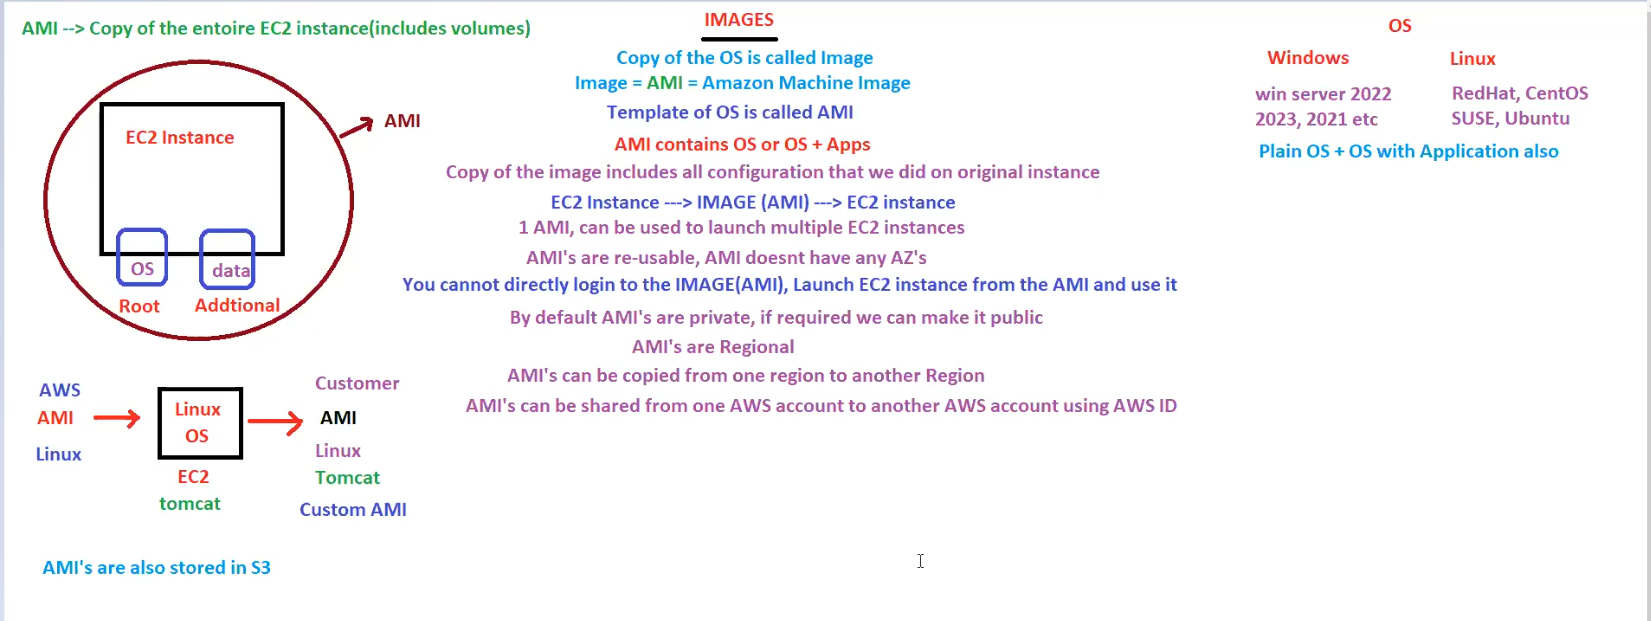 AMI --> Copy of the entoire EC2 instance(includes volumes)
EC2 Instance
AMI
OS
data
Root
Addtional
AWS
AMI
Linux
Linux
OS
EC2
tomcat
Customer
AMI
Linux
Tomcat
Custom AMI
AMI's are also stored in S3
IMAGES
Copy of the OS is called Image
Image = AMI = Amazon Machine Image
Template of OS is called AMI
AMI contains OS or OS + Apps
Copy of the image includes all configuration that we did on original instance
EC2 Instance ---> IMAGE (AMI) ---> EC2 instance
1 AMI, can be used to launch multiple EC2 instances
AMI's are re-usable, AMI doesnt have any AZ's
You cannot directly login to the IMAGE(AMI), Launch EC2 instance from the AMI and use it
By default AMI's are private, if required we can make it public
AMI's are Regional
AMI's can be copied from one region to another Region
AMI's can be shared from one AWS account to another AWS account using AWS ID
OS
Windows
win server 2022
2023, 2021 etc
Linux
RedHat, CentOS
SUSE, Ubuntu
Plain OS + OS with Application also